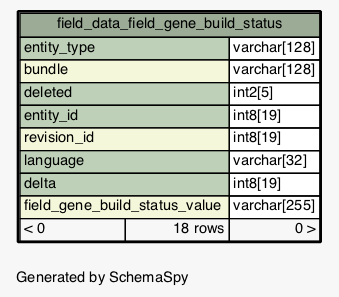 field_data_field_gene_build_status
entity_type varchar[128]
bundle varchar[128]
deleted int2[5]
entity_id int8[19]
revision_id int8[19]
language varchar[32]
delta int8[19]
field_gene_build_status_value varchar[255]
< 0 18 rows 0 >
Generated by SchemaSpy